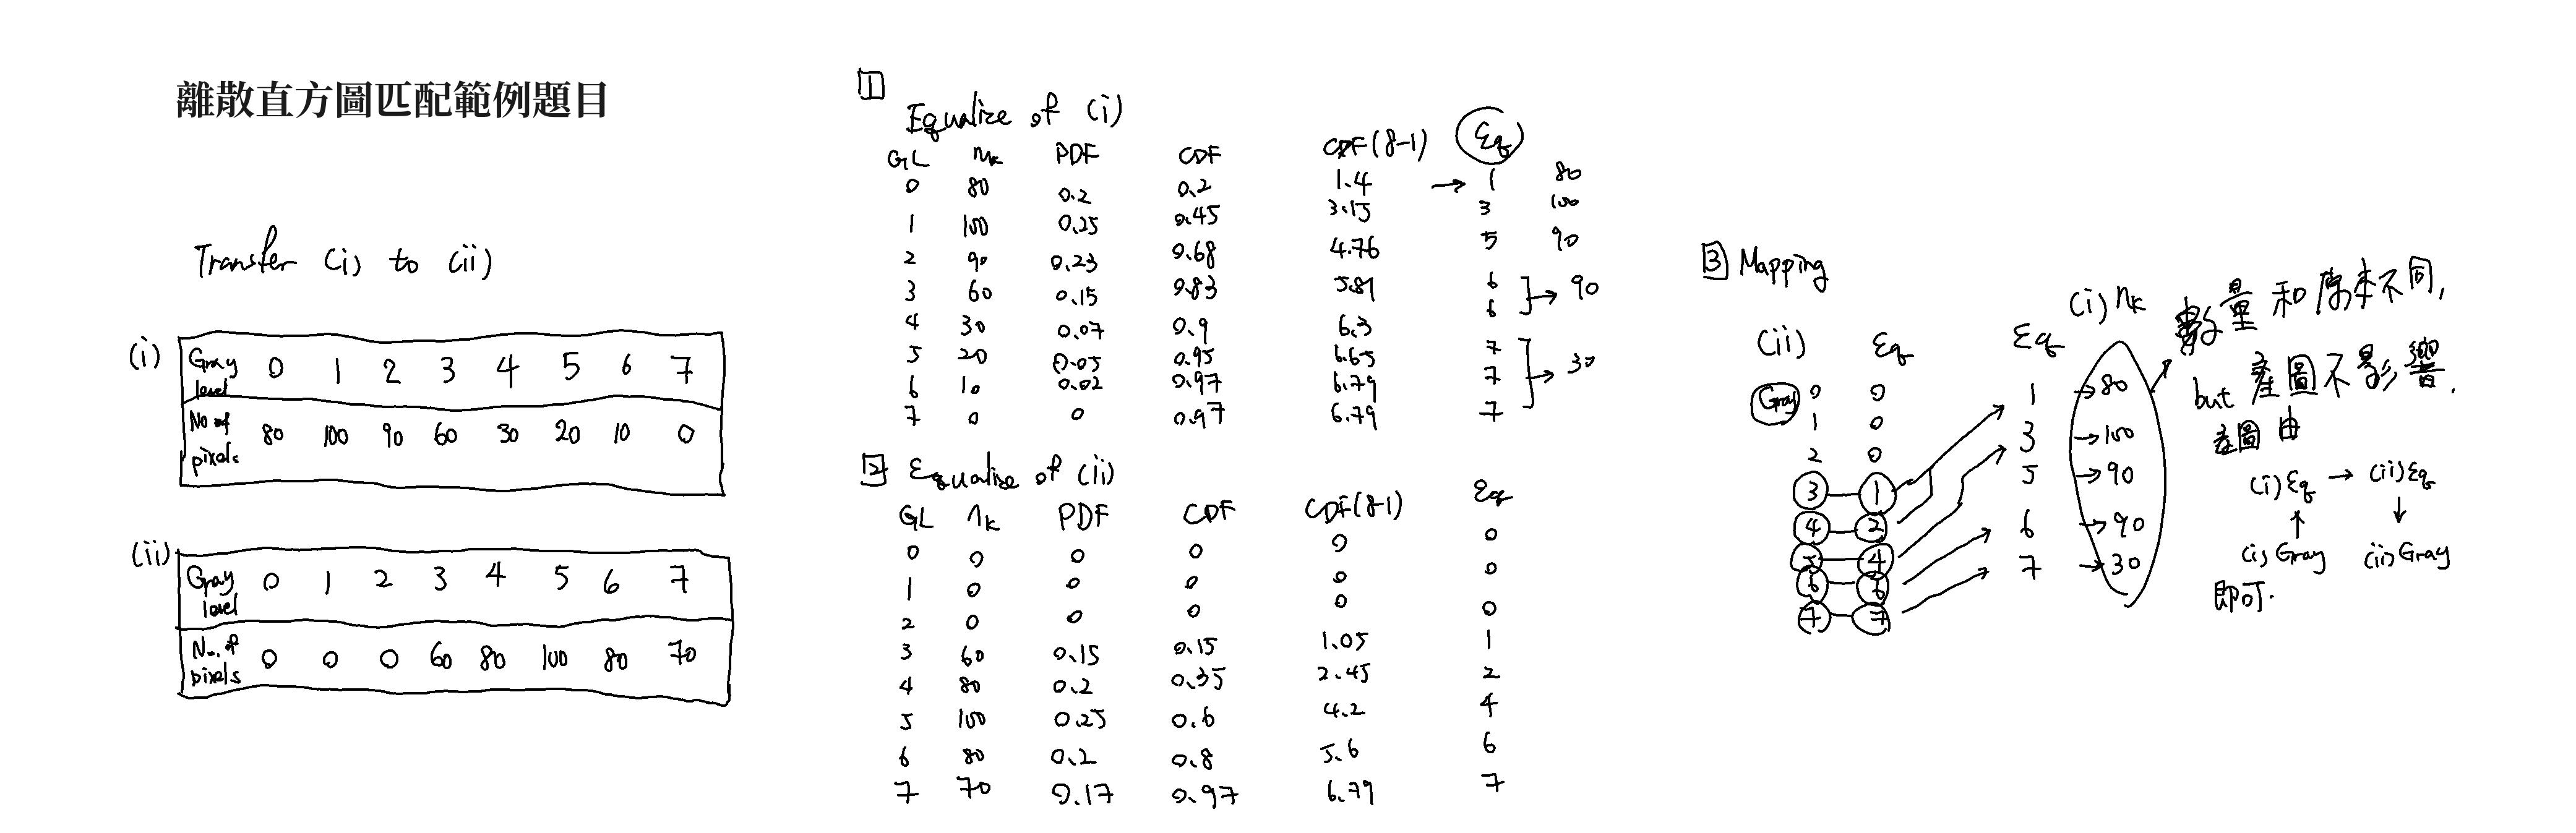 離散直方圖匹配範例題目
Transfer (i) to (ii)
(i)
Gray level 0 1 2 3 4 5 6 7
No of pixels 80 100 90 60 30 20 10 0
(ii)
Gray level 0 1 2 3 4 5 6 7
No. of pixels 0 0 0 60 80 100 80 70
1
Equalize of (i)
GL nk PDF CDF CDF(8-1) Eq
0 80 0.2 0.2 1.4 → 1 80
1 100 0.25 0.45 3.15 3 100
2 90 0.23 0.68 4.76 5 90
3 60 0.15 0.83 5.81 6
4 30 0.07 0.9 6.3 6
→ 90
5 20 0.05 0.95 6.65 7
6 10 0.02 0.97 6.79 7
7 0 0 0.97 6.79 7
→ 30
2 Equalize of (ii)
GL nk PDF CDF CDF(8-1) Eq
0 0 0 0 0 0
1 0 0 0 0 0
2 0 0 0 0 0
3 60 0.15 0.15 1.05 1
4 80 0.2 0.35 2.45 2
5 100 0.25 0.6 4.2 4
6 80 0.2 0.8 5.6 6
7 70 0.17 0.97 6.79 7
3 Mapping
(ii) Eq Eq (i) nk
Gray 0 0
1 0
2 0
3 1
4 2
5 4
6 6
7 7
1 → 80
3 → 100
5 → 90
6 → 90
7 → 30
數量和原來不同,
but 產圖不影響.
產圖由
(i) Eq → (ii) Eq
↑ ↓
(i) Gray (ii) Gray
即可.